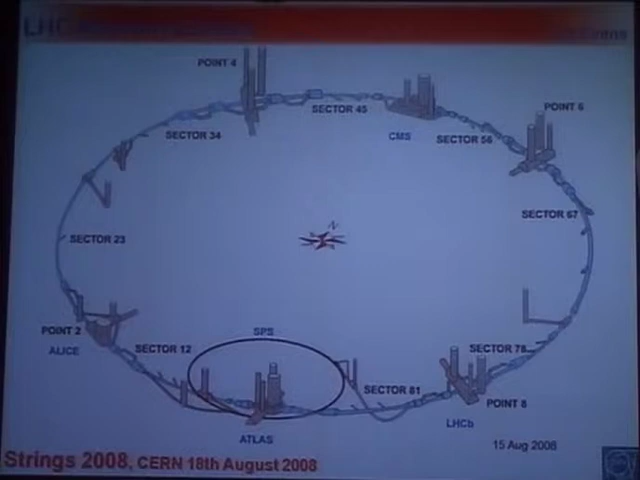 LHC
Evans
POINT 4
SECTOR 45
POINT 6
SECTOR 34
CMS
SECTOR 56
SECTOR 67
SECTOR 23
N
POINT 2
ALICE
SECTOR 12
SPS
SECTOR 78
SECTOR 81
POINT 8
ATLAS
LHCb
15 Aug 2008
Strings 2008, CERN 18th August 2008